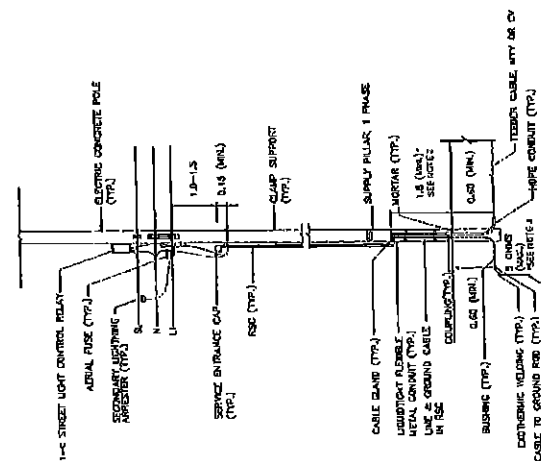 1-C STREET LIGHT CONTROL RELAY
AERIAL FUSE (TYP.)
SECONDARY LIGHTNING
ARRESTER (TYP.)
SL
N
L1
SERVICE ENTRANCE CAP
(TYP.)
RSC (TYP.)
CABLE GLAND (TYP.)
LIQUIDTIGHT FLEXIBLE
METAL CONDUIT (TYP.)
LINE & GROUND CABLE
IN RSC
COUPLING(TYP.)
0.60 (MIN.)
BUSHING (TYP.)
EXOTHERMIC WELDING (TYP.)
CABLE TO GROUND ROD (TYP.)
ELECTRIC CONCRETE POLE
(TYP.)
1.0-1.5
0.15 (MIN.)
CLAMP SUPPORT
(TYP.)
SUPPLY PILLAR 1 PHASE
MORTAR (TYP.)
SEE NOTE
0.60 (MIN.)
FEEDER CABLE, NYY OR CV
HDPE CONDUIT (TYP.)
5 OHMS
(MAX.)